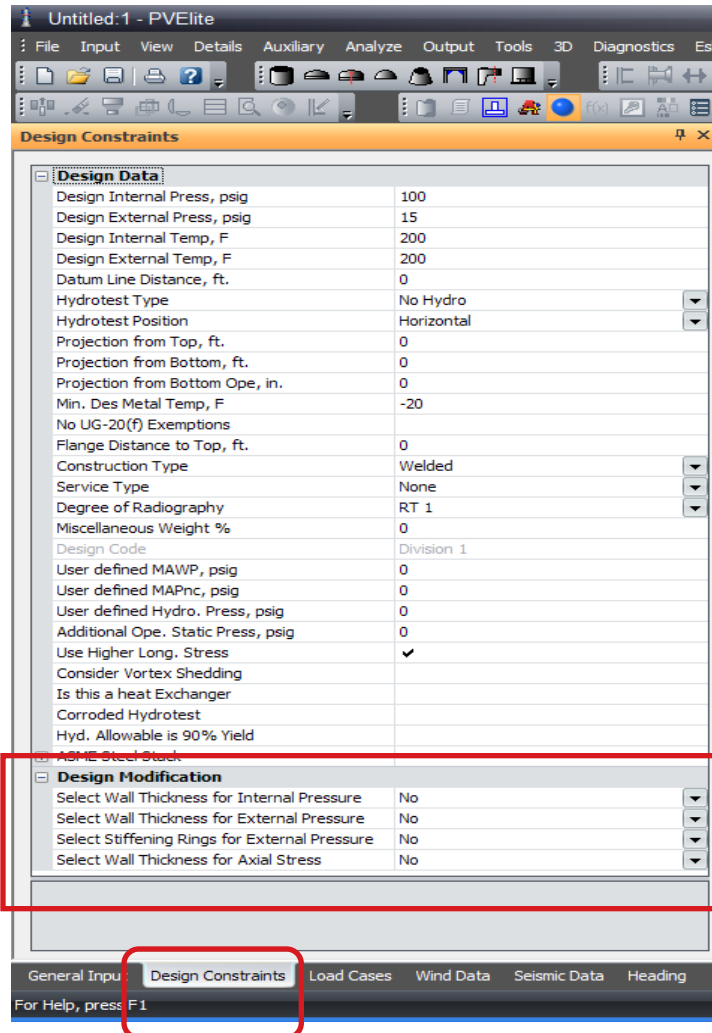 Untitled:1 - PVElite
File Input View Details Auxiliary Analyze Output Tools 3D Diagnostics Es
f(x)
Design Constraints
Design Data
Design Internal Press, psig 100
Design External Press, psig 15
Design Internal Temp, F 200
Design External Temp, F 200
Datum Line Distance, ft. 0
Hydrotest Type No Hydro
Hydrotest Position Horizontal
Projection from Top, ft. 0
Projection from Bottom, ft. 0
Projection from Bottom Ope, in. 0
Min. Des Metal Temp, F -20
No UG-20(f) Exemptions
Flange Distance to Top, ft. 0
Construction Type Welded
Service Type None
Degree of Radiography RT 1
Miscellaneous Weight % 0
Design Code Division 1
User defined MAWP, psig 0
User defined MAPnc, psig 0
User defined Hydro. Press, psig 0
Additional Ope. Static Press, psig 0
Use Higher Long. Stress ✔
Consider Vortex Shedding
Is this a heat Exchanger
Corroded Hydrotest
Hyd. Allowable is 90% Yield
ASME Steel Stack
Design Modification
Select Wall Thickness for Internal Pressure No
Select Wall Thickness for External Pressure No
Select Stiffening Rings for External Pressure No
Select Wall Thickness for Axial Stress No
General Input Design Constraints Load Cases Wind Data Seismic Data Heading
For Help, press F1